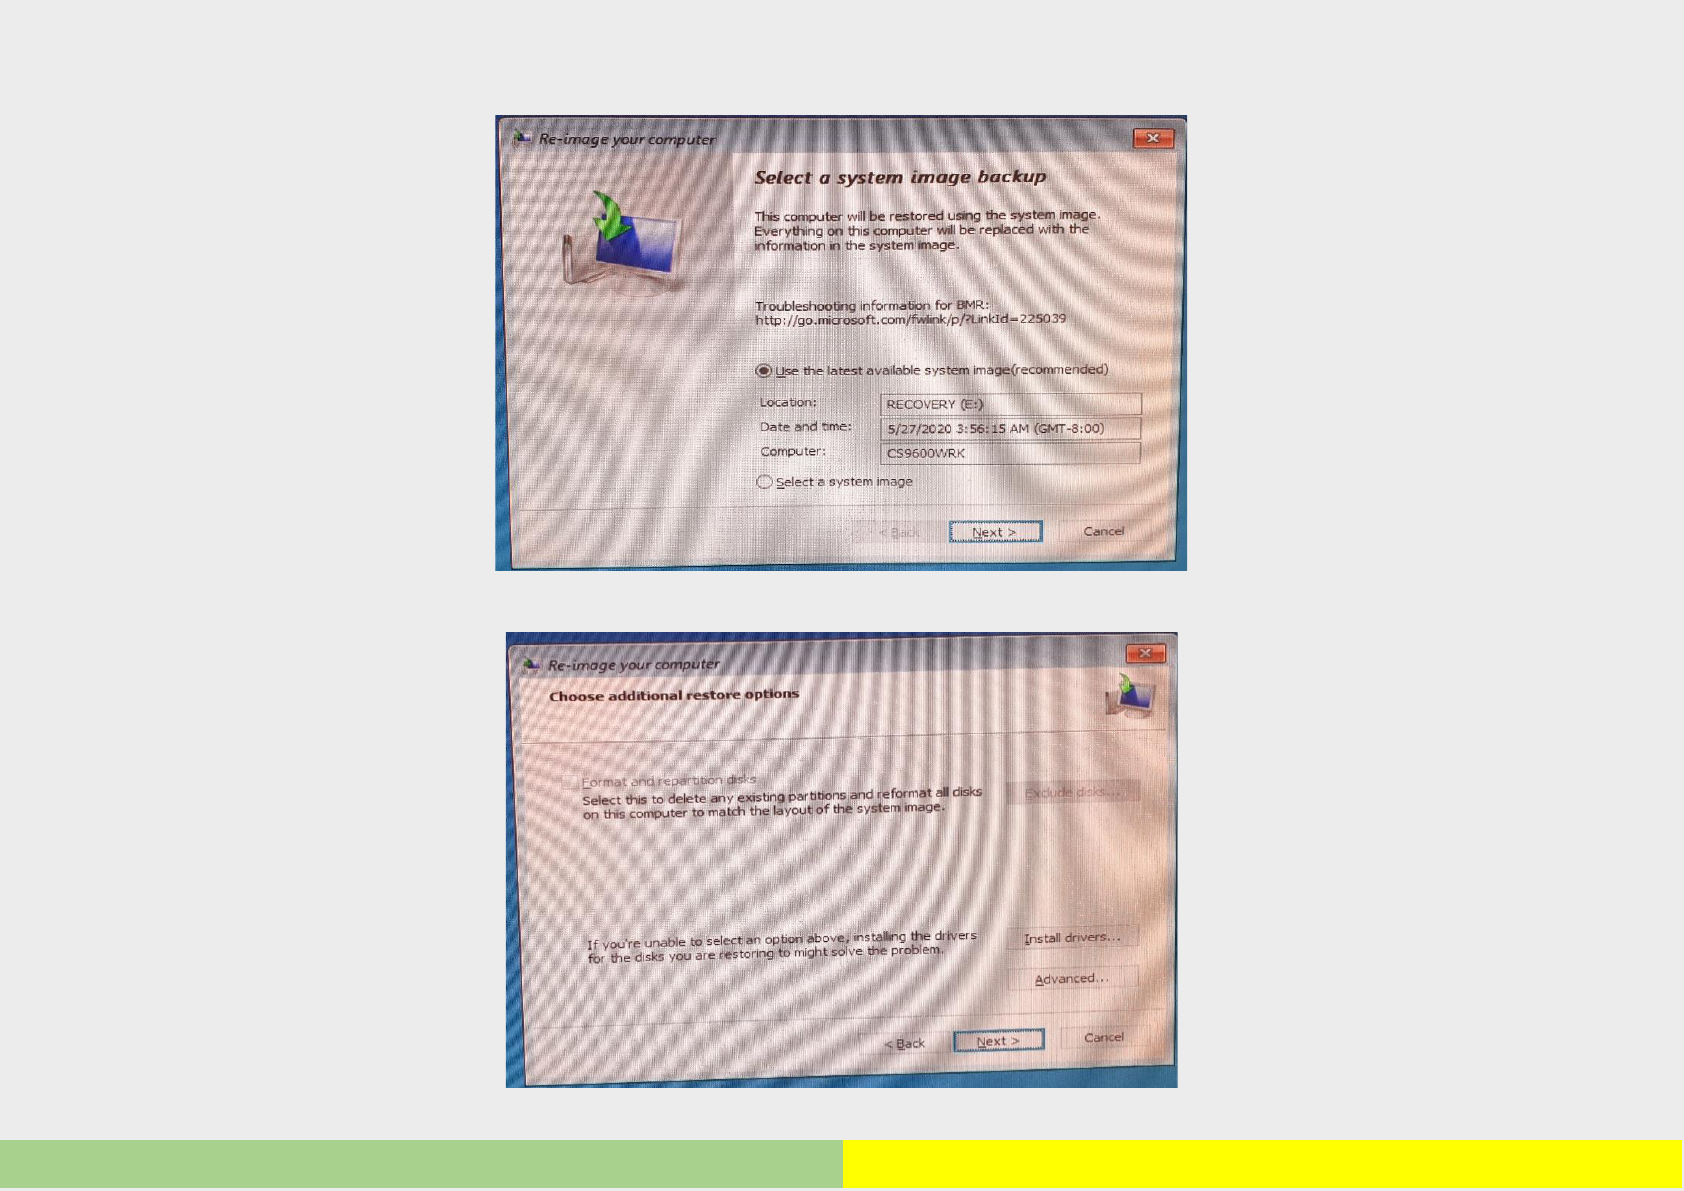 Re-image your computer
Select a system image backup
This computer will be restored using the system image.
Everything on this computer will be replaced with the
information in the system image.
Troubleshooting information for BMR:
http://go.microsoft.com/fwlink/p/?LinkId=225039
Use the latest available system image(recommended)
Location: RECOVERY (E:)
Date and time: 5/27/2020 3:56:15 AM (GMT-8:00)
Computer: CS9600WRK
Select a system image
< Back Next > Cancel
Re-image your computer
Choose additional restore options
Format and repartition disks
Select this to delete any existing partitions and reformat all disks
on this computer to match the layout of the system image.
Exclude disks...
If you're unable to select an option above, installing the drivers
for the disks you are restoring to might solve the problem.
Install drivers...
Advanced...
< Back Next > Cancel